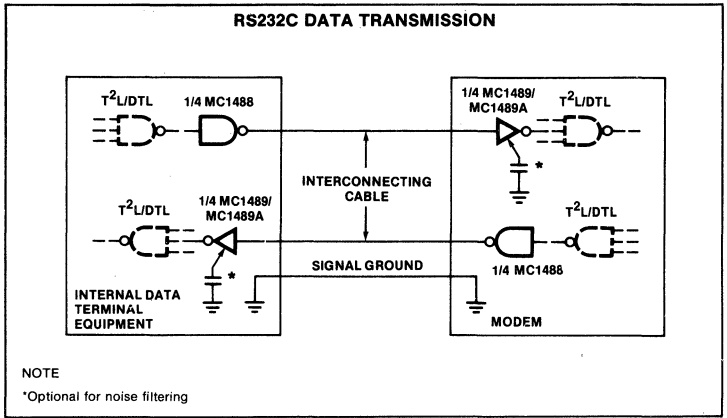 RS232C DATA TRANSMISSION
T²L/DTL
1/4 MC1488
1/4 MC1489/
MC1489A
T²L/DTL
*
INTERCONNECTING
CABLE
T²L/DTL
1/4 MC1489/
MC1489A
*
T²L/DTL
1/4 MC1488
SIGNAL GROUND
INTERNAL DATA
TERMINAL
EQUIPMENT
MODEM
NOTE
*Optional for noise filtering